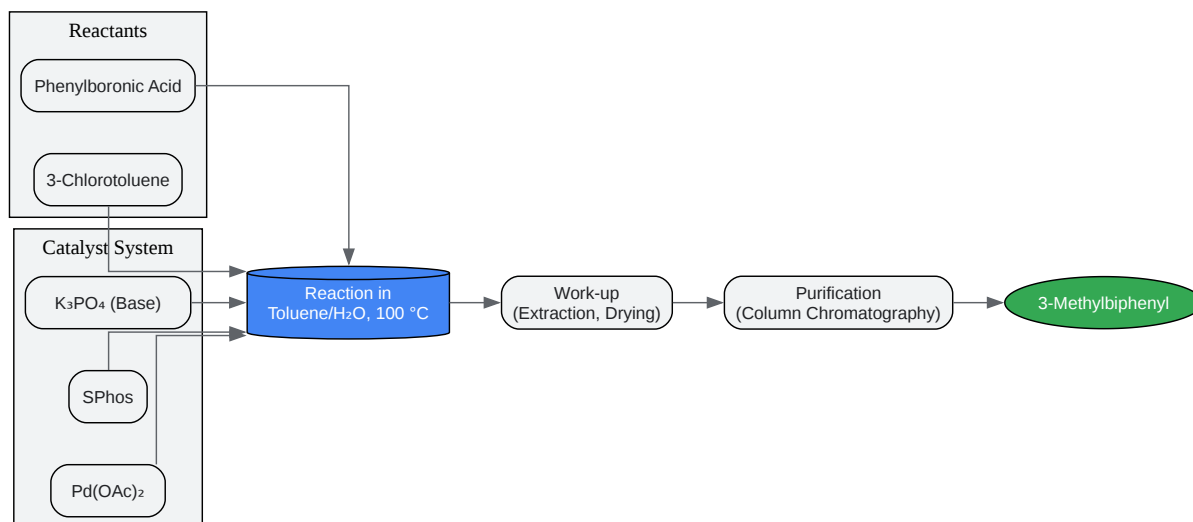 Reactants
Phenylboronic Acid
3-Chlorotoluene
Catalyst System
K₃PO₄ (Base)
SPhos
Pd(OAc)₂
Reaction in
Toluene/H₂O, 100 °C
Work-up
(Extraction, Drying)
Purification
(Column Chromatography)
3-Methylbiphenyl